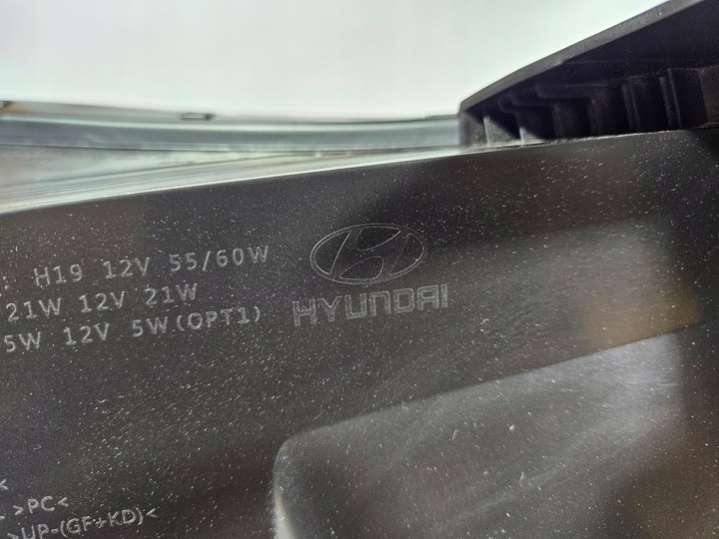 : H19 12V 55/60W
21W 12V 21W
5W 12V 5W(OPT1)
HYUNDAI
<
>PC<
>UP-(GF+KD)<